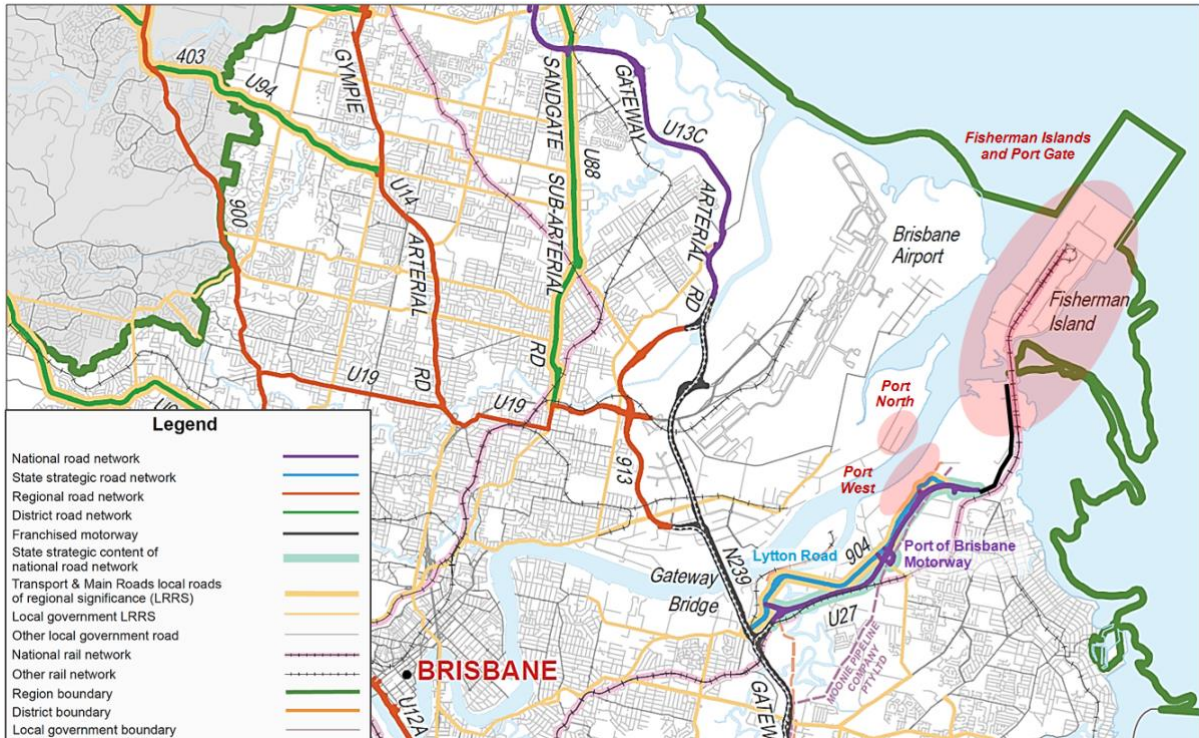 403
U94
GYMPIE
SANDGATE
GATEWAY
U13C
U88
Fisherman Islands
and Port Gate
U14
900
ARTERIAL
SUB-ARTERIAL
ARTERIAL
RD
Brisbane
Airport
Fisherman
Island
U19
RD
RD
U19
Port
North
913
Port
West
Legend
National road network
State strategic road network
Regional road network
District road network
Franchised motorway
State strategic content of
national road network
Transport & Main Roads local roads
of regional significance (LRRS)
Local government LRRS
Other local government road
National rail network
Other rail network
Region boundary
District boundary
Local government boundary
N239
Lytton Road
904
Port of Brisbane
Motorway
Gateway
Bridge
U27
MOONIE PIPELINE
COMPANY
PTY LTD
BRISBANE
U12A
GATEW